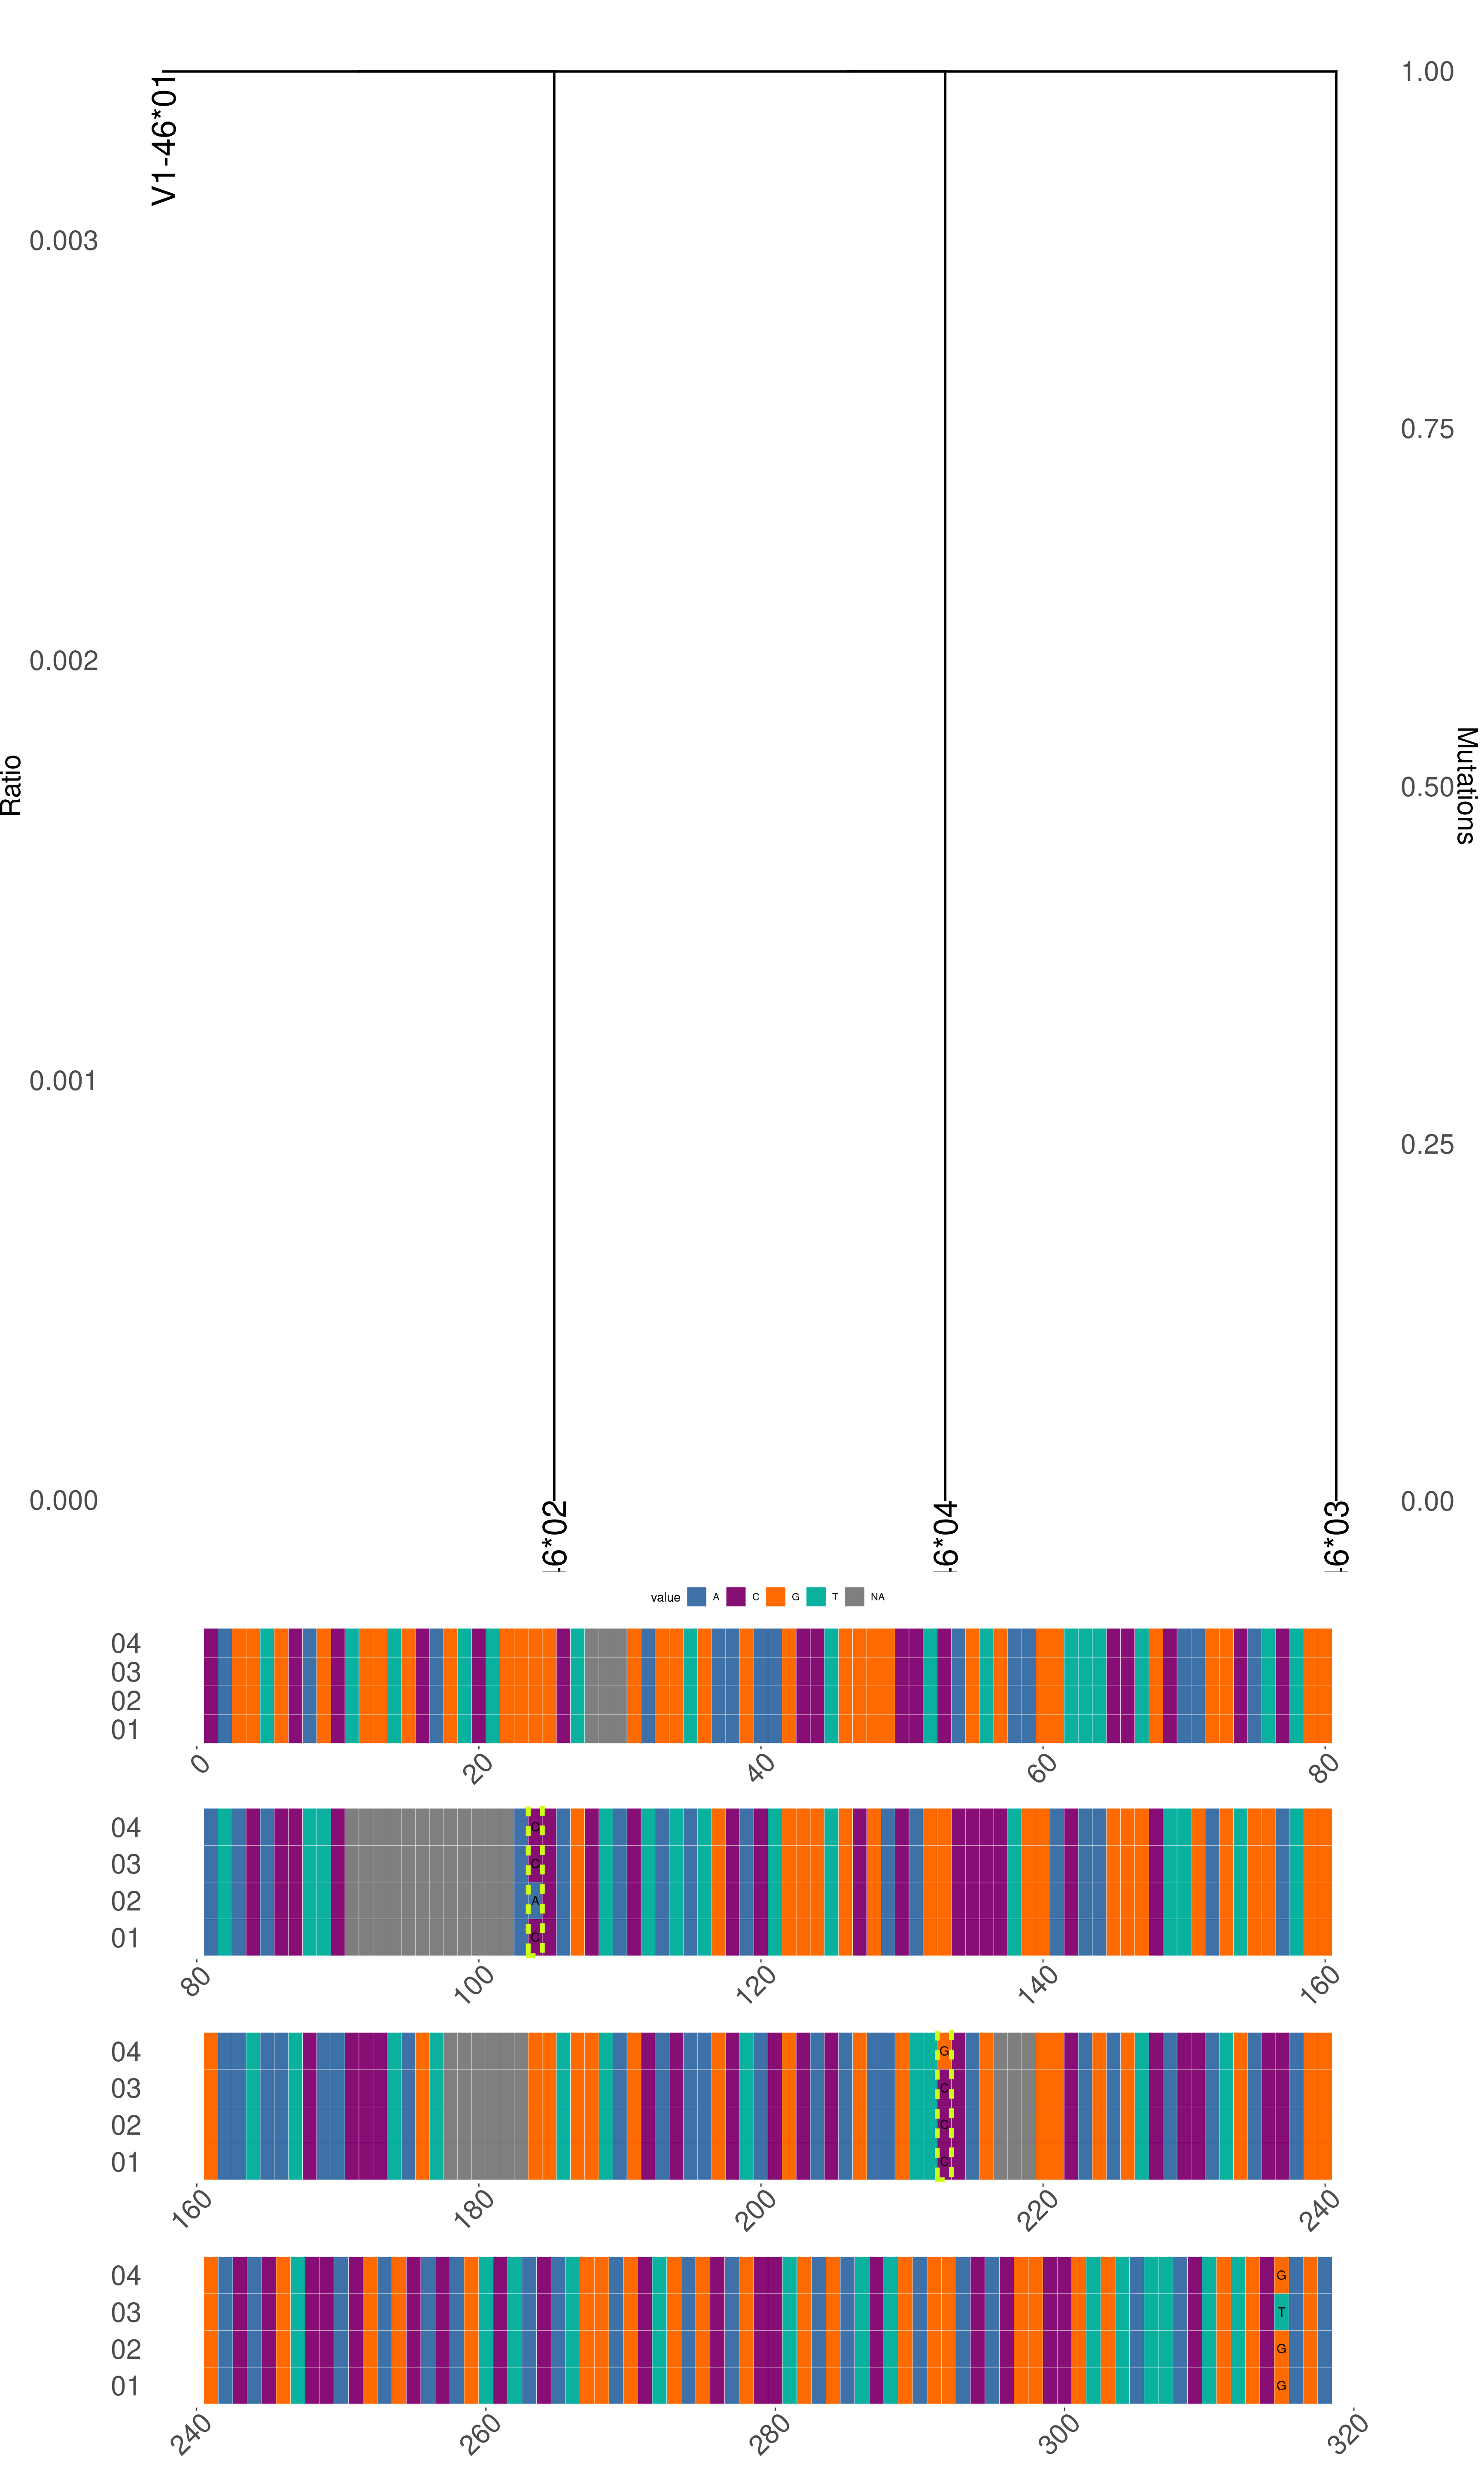 V1-46*01
1.00
0.003
0.75
0.002
Ratio
0.50
Mutations
0.001
0.25
0.000
0.00
6*02
6*04
6*03
value A C G T NA
04
03
02
01
0 20 40 60 80
04 C
03 C
02 A
01 C
80 100 120 140 160
04 G
03 C
02 C
01 C
160 180 200 220 240
04 G
03 T
02 G
01 G
240 260 280 300 320